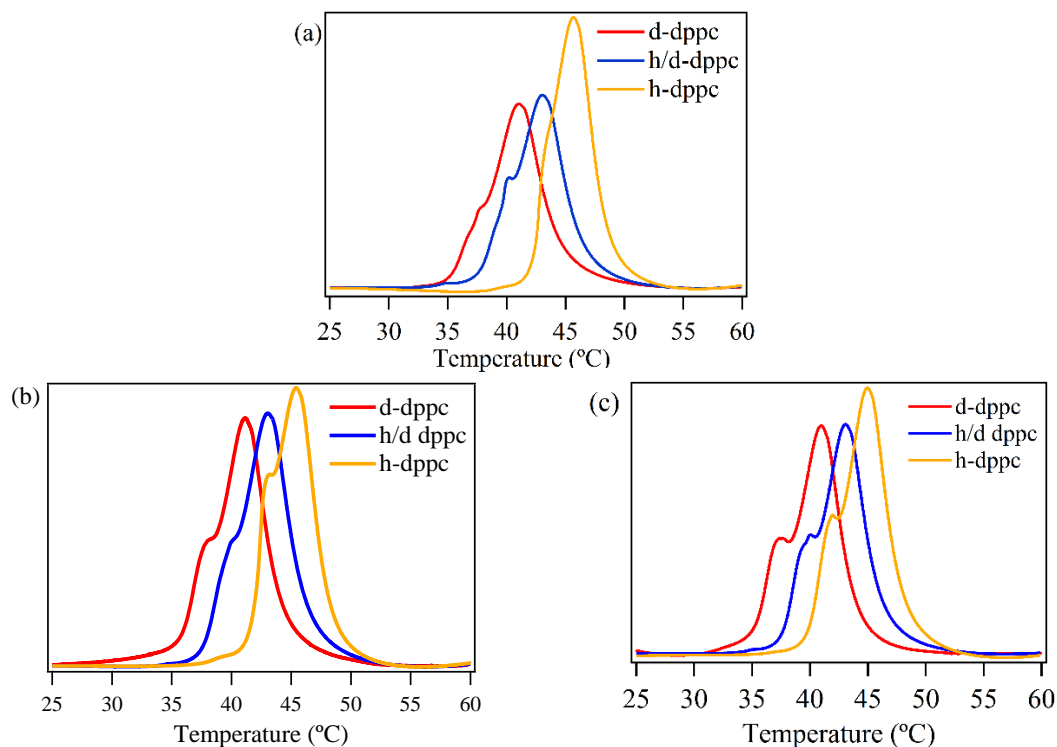 (a)
d-dppc
h/d-dppc
h-dppc
25 30 35 40 45 50 55 60
Temperature (ºC)
(b)
d-dppc
h/d dppc
h-dppc
25 30 35 40 45 50 55 60
Temperature (ºC)
(c)
d-dppc
h/d dppc
h-dppc
25 30 35 40 45 50 55 60
Temperature (ºC)